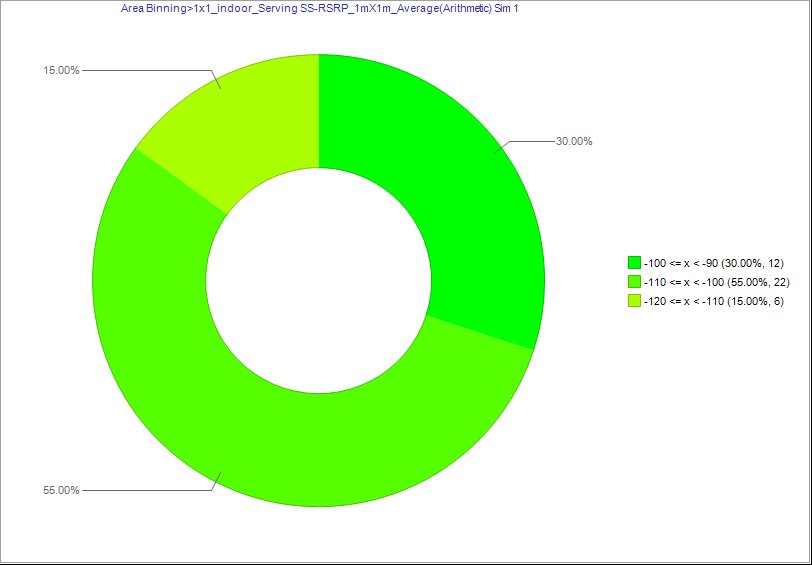 Area Binning>1x1_indoor_Serving SS-RSRP_1mX1m_Average(Arithmetic) Sim 1
15.00%
30.00%
-100 <= x < -90 (30.00%, 12)
-110 <= x < -100 (55.00%, 22)
-120 <= x < -110 (15.00%, 6)
55.00%